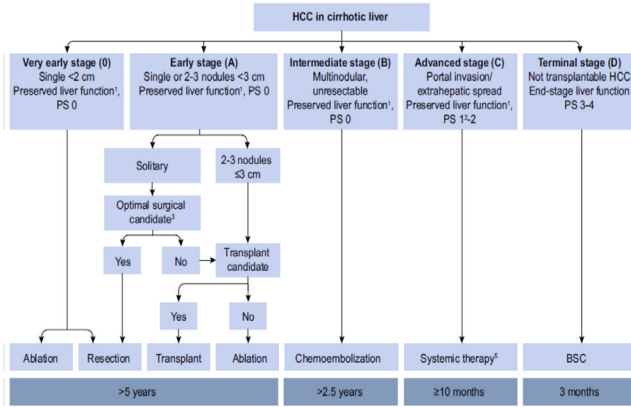 HCC in cirrhotic liver
Very early stage (0)
Single <2 cm
Preserved liver function¹, PS 0
Early stage (A)
Single or 2-3 nodules <3 cm
Preserved liver function¹, PS 0
Intermediate stage (B)
Multinodular,
unresectable
Preserved liver function¹,
PS 0
Advanced stage (C)
Portal invasion/
extrahepatic spread
Preserved liver function¹,
PS 1²-2
Terminal stage (D)
Not transplantable HCC
End-stage liver function
PS 3-4
Solitary
2-3 nodules
≤3 cm
Optimal surgical
candidate³
Yes
No
Transplant
candidate
Yes
No
Ablation
Resection
Transplant
Ablation
Chemoembolization
Systemic therapy⁵
BSC
>5 years
>2.5 years
≥10 months
3 months